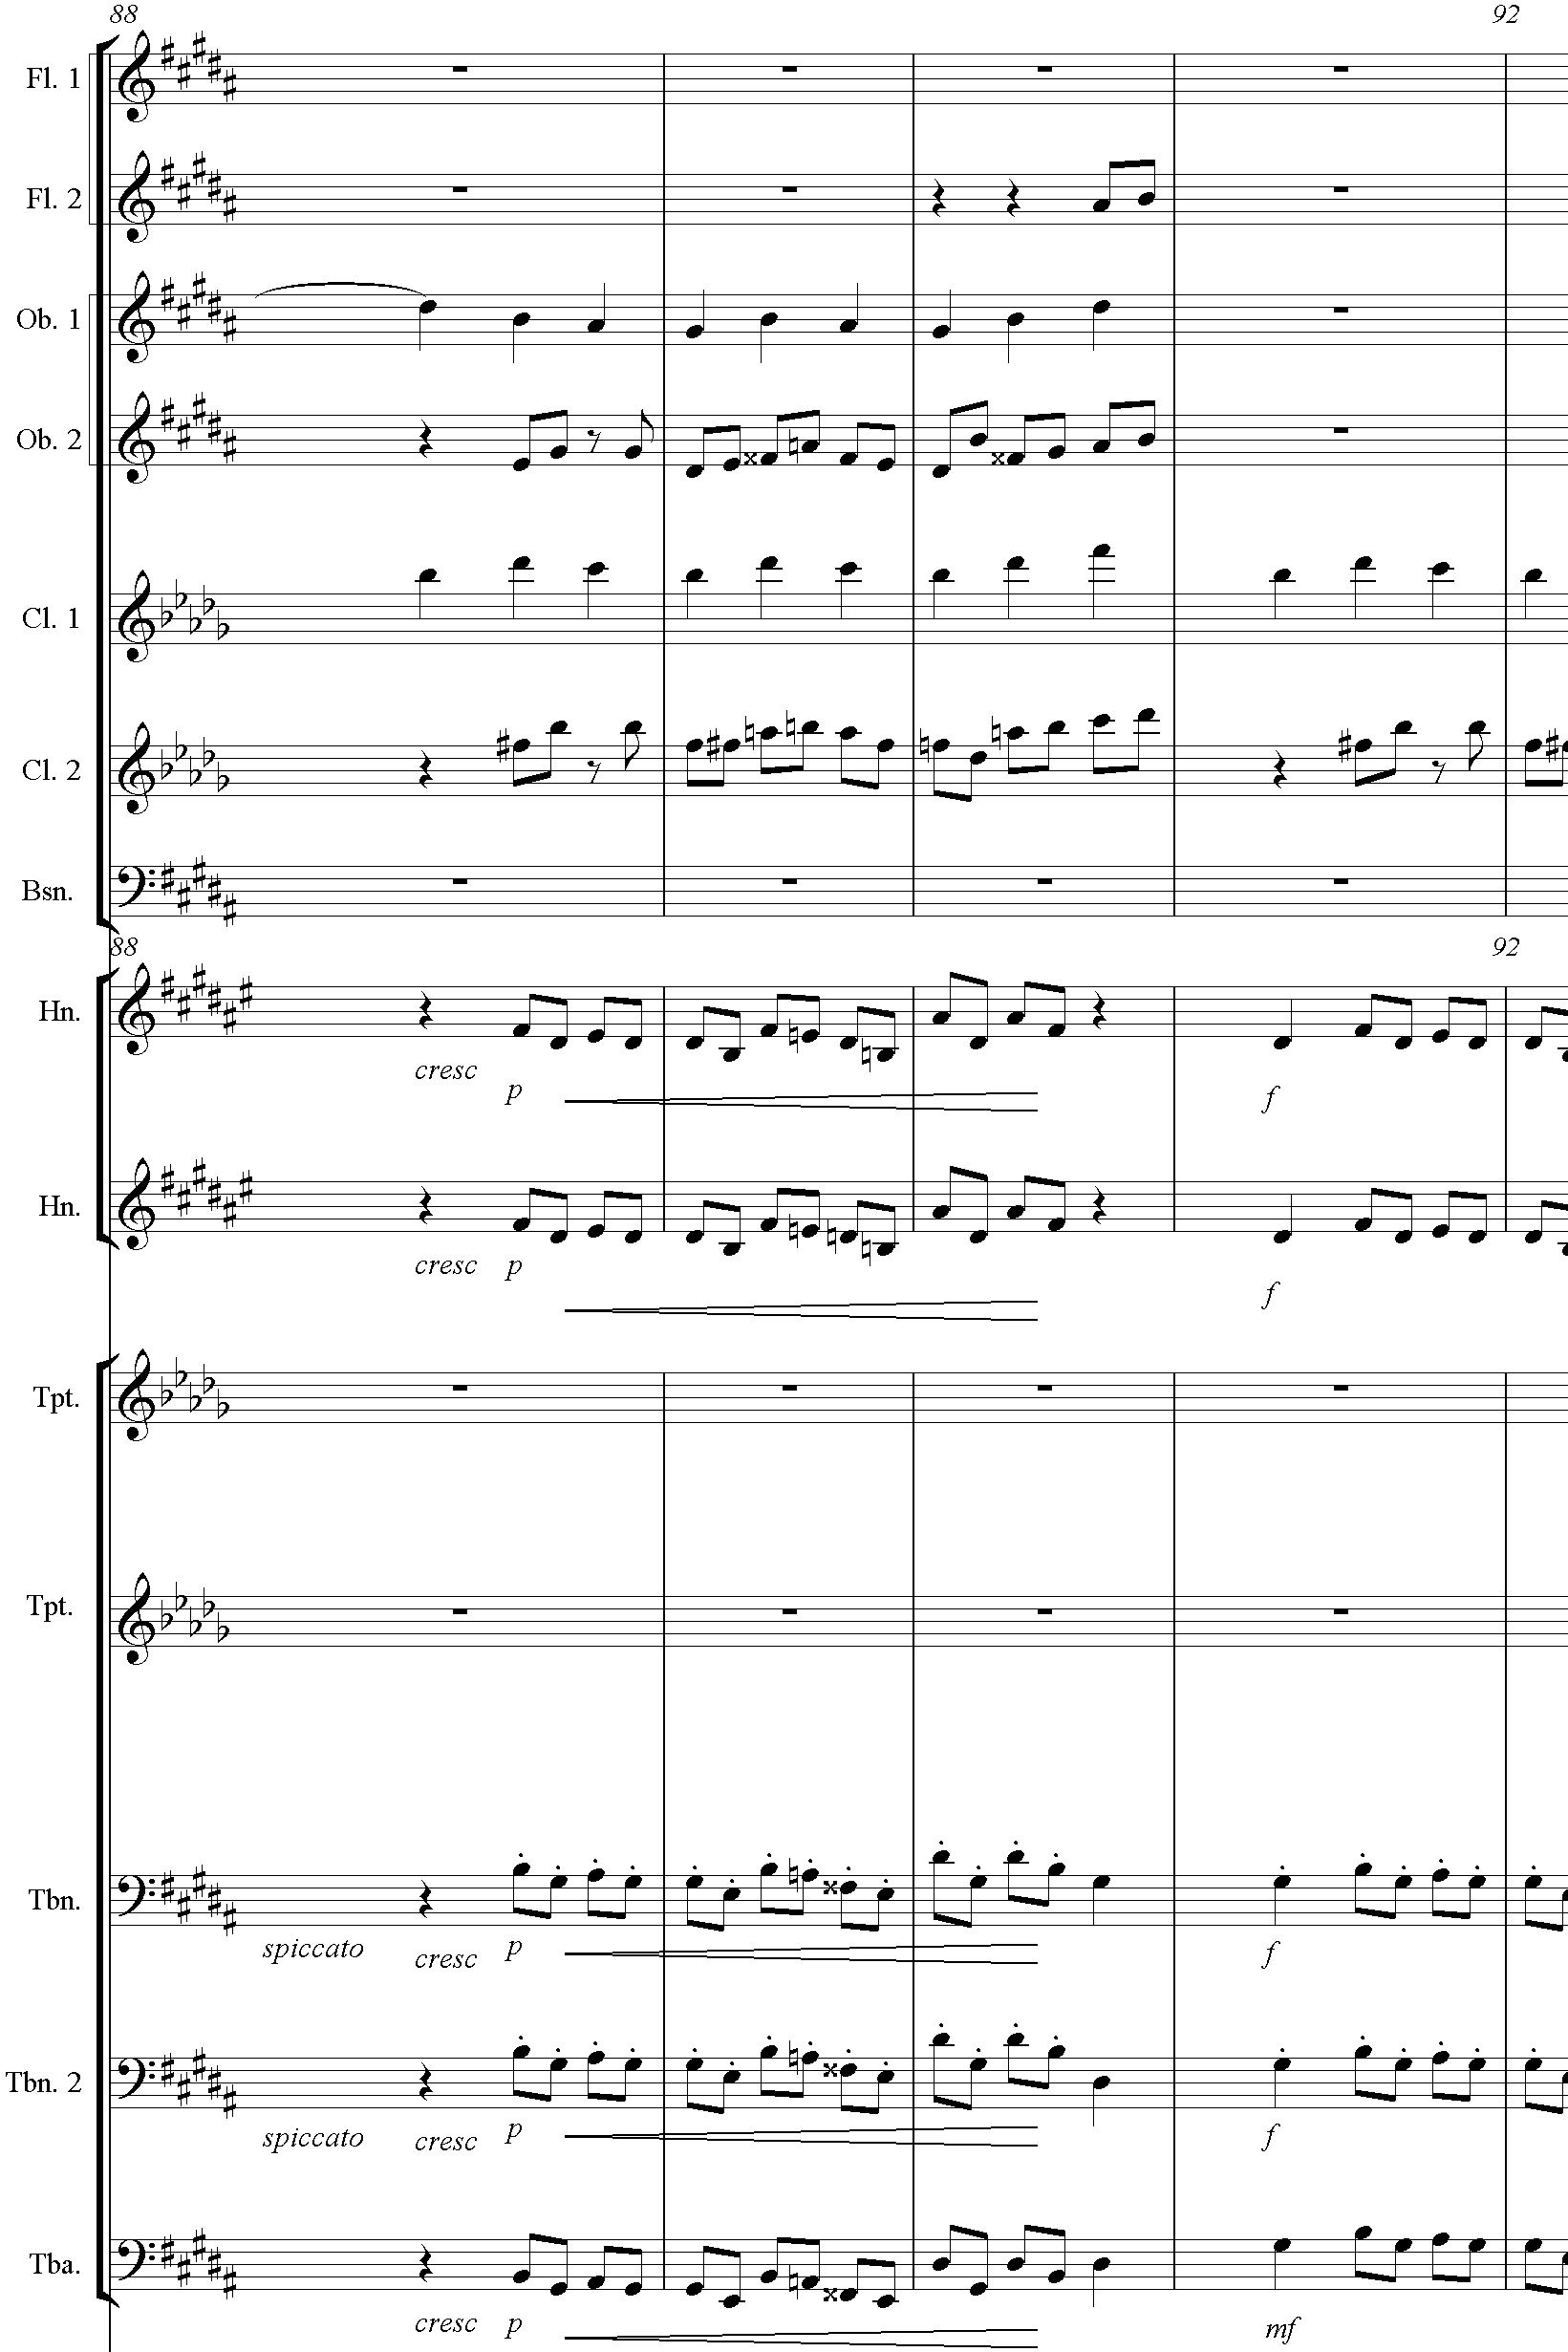 88 92
Fl. 1
Fl. 2
Ob. 1
Ob. 2
Cl. 1
Cl. 2
Bsn.
88 92
Hn.
cresc
p f
Hn.
cresc p
f
Tpt.
Tpt.
Tbn.
spiccato cresc p f
Tbn. 2
spiccato cresc p f
Tba.
cresc p mf